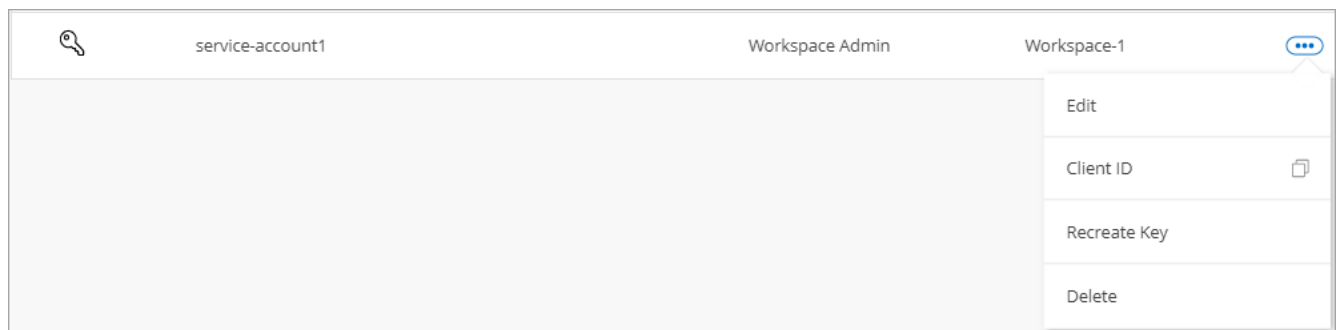 service-account1 Workspace Admin Workspace-1
Edit
Client ID
Recreate Key
Delete